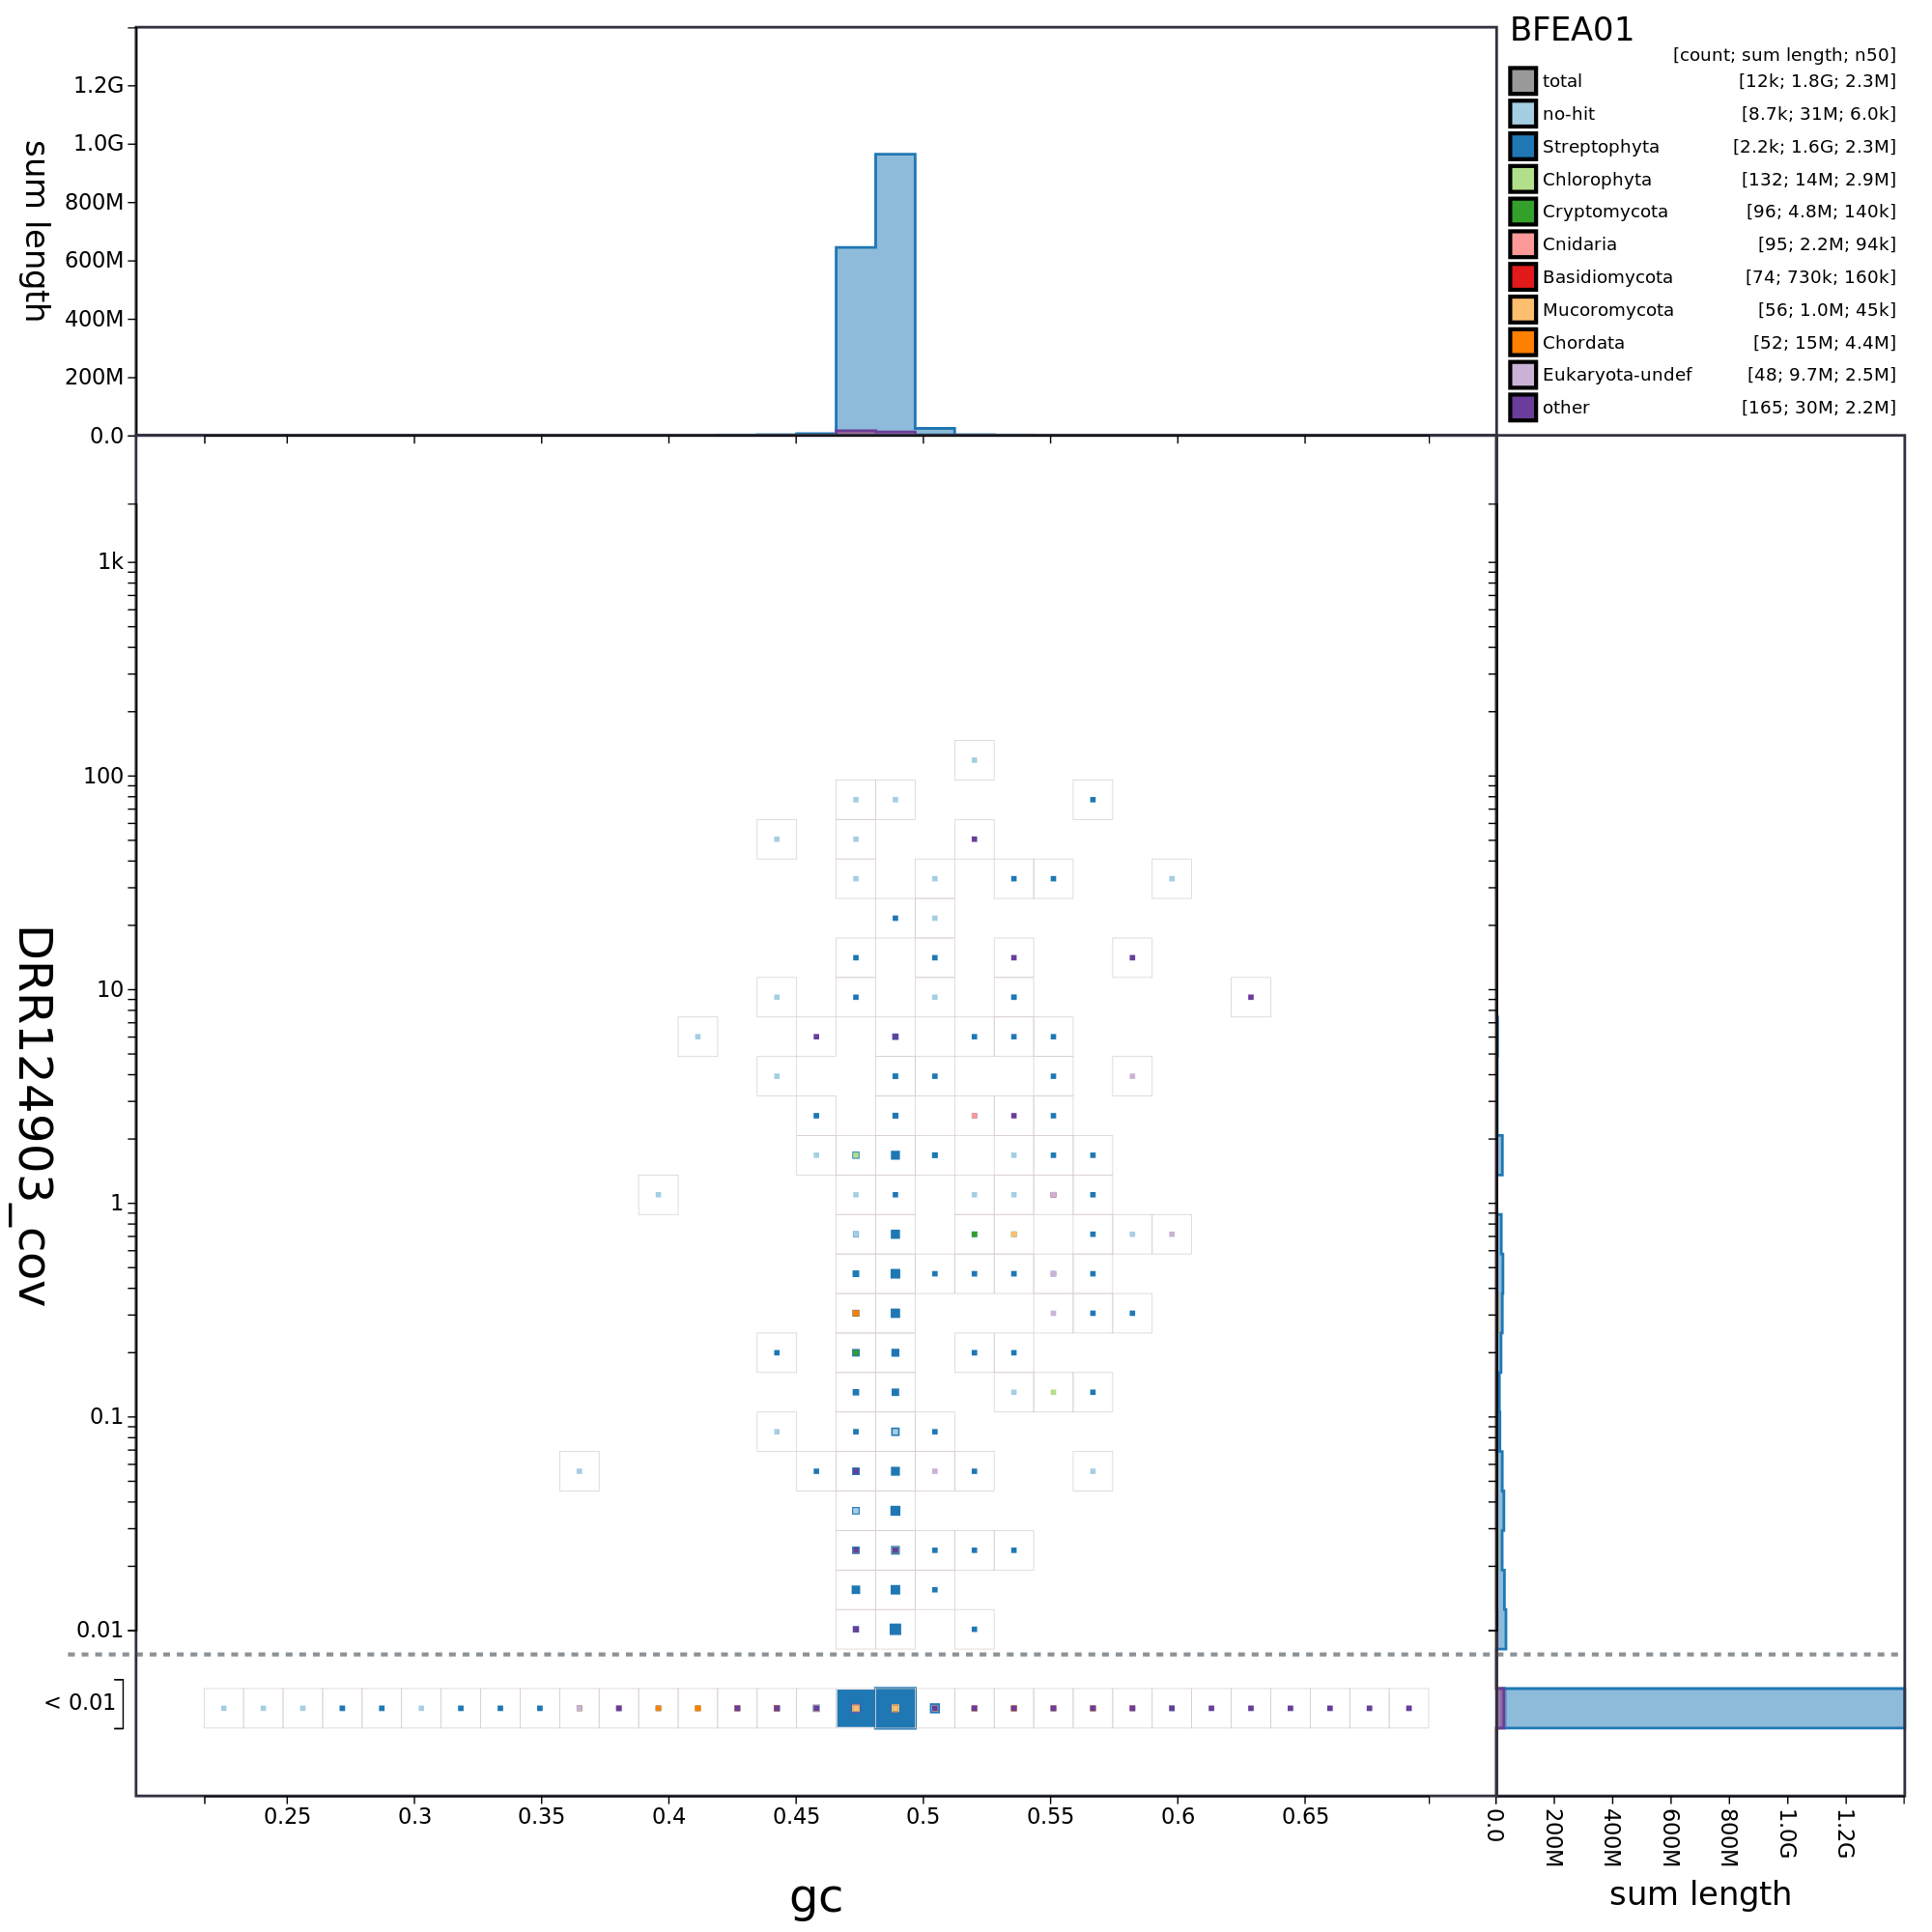 BFEA01
[count; sum length; n50]
total [12k; 1.8G; 2.3M]
no-hit [8.7k; 31M; 6.0k]
Streptophyta [2.2k; 1.6G; 2.3M]
Chlorophyta [132; 14M; 2.9M]
Cryptomycota [96; 4.8M; 140k]
Cnidaria [95; 2.2M; 94k]
Basidiomycota [74; 730k; 160k]
Mucoromycota [56; 1.0M; 45k]
Chordata [52; 15M; 4.4M]
Eukaryota-undef [48; 9.7M; 2.5M]
other [165; 30M; 2.2M]
sum length
1.2G
1.0G
800M
600M
400M
200M
0.0
DRR124903_cov
1k
100
10
1
0.1
0.01
< 0.01
0.25 0.3 0.35 0.4 0.45 0.5 0.55 0.6 0.65
gc
0.0 200M 400M 600M 800M 1.0G 1.2G
sum length